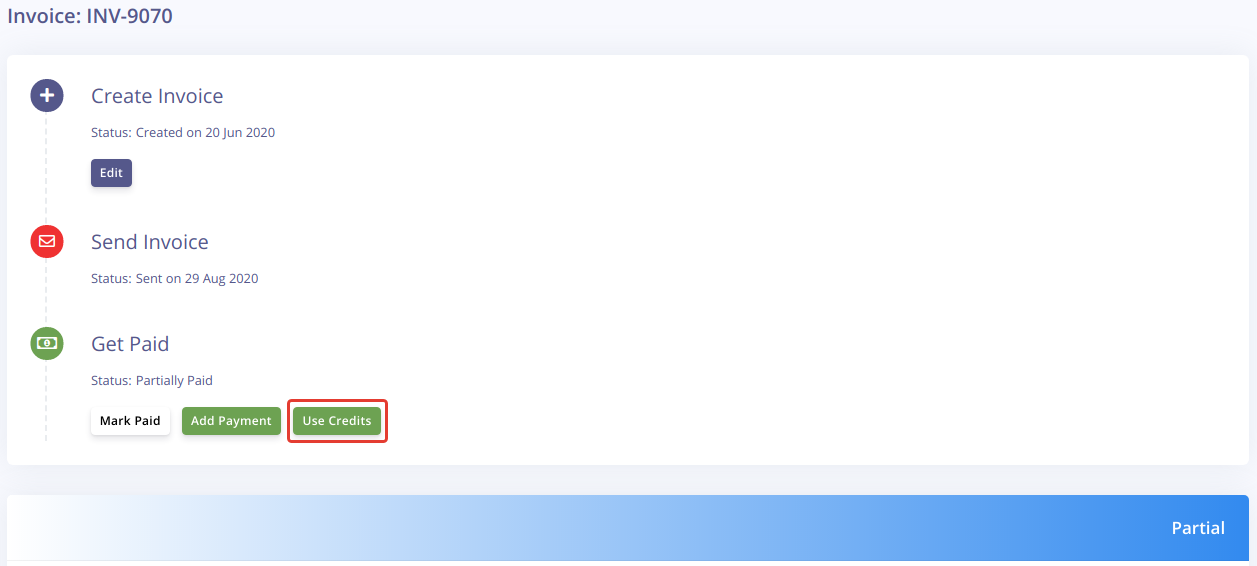 Invoice: INV-9070
Create Invoice
Status: Created on 20 Jun 2020
Edit
Send Invoice
Status: Sent on 29 Aug 2020
Get Paid
Status: Partially Paid
Mark Paid Add Payment Use Credits
Partial